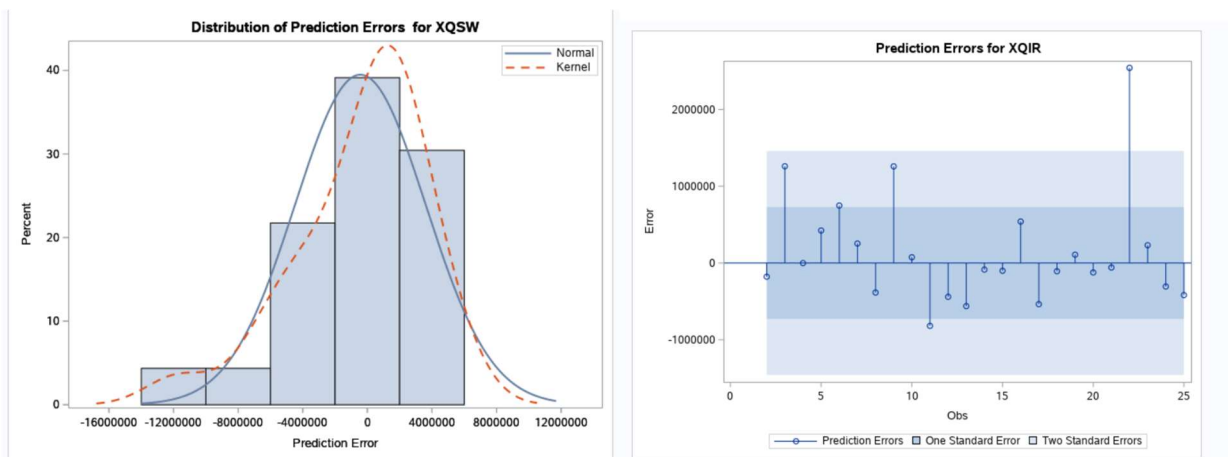 Distribution of Prediction Errors for XQSW
Normal
Kernel
Percent
40
30
20
10
0
-16000000 -12000000 -8000000 -4000000 0 4000000 8000000 12000000
Prediction Error
Prediction Errors for XQIR
Error
2000000
1000000
0
-1000000
0 5 10 15 20 25
Obs
Prediction Errors One Standard Error Two Standard Errors